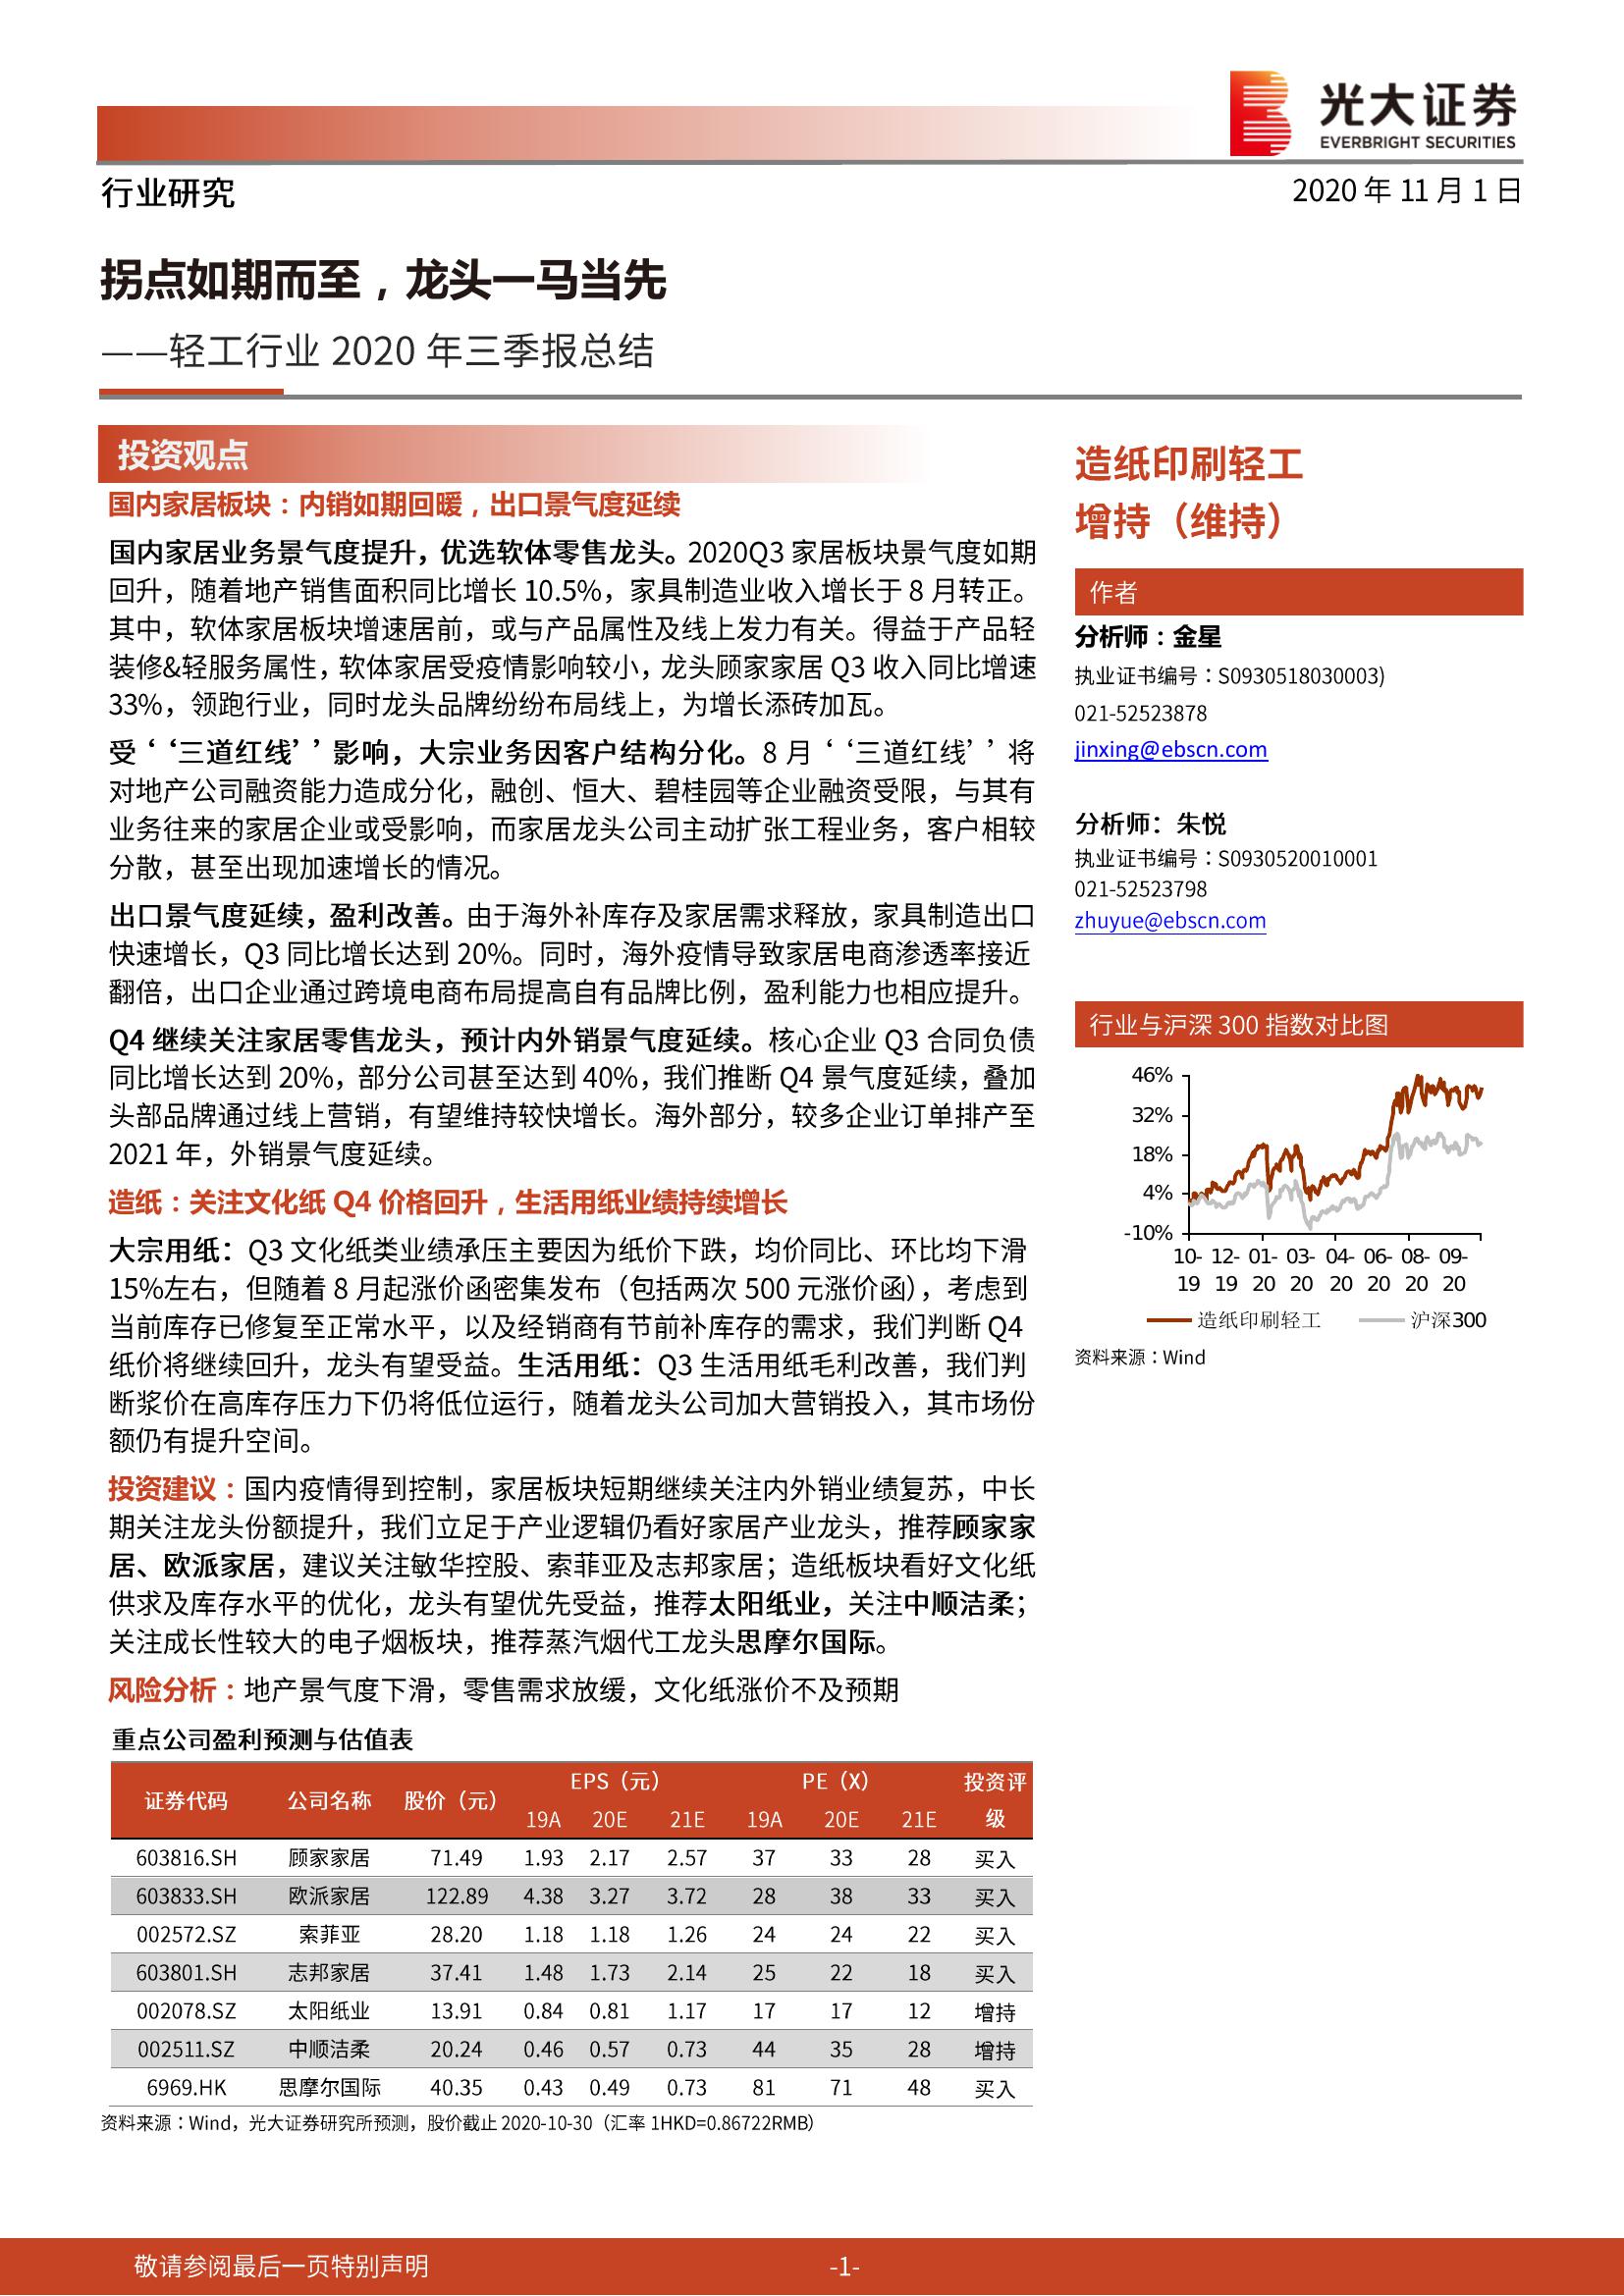 光大证券
EVERBRIGHT SECURITIES
行业研究
2020 年 11 月 1 日
拐点如期而至，龙头一马当先
——轻工行业 2020 年三季报总结
投资观点
国内家居板块：内销如期回暖，出口景气度延续
国内家居业务景气度提升，优选软体零售龙头。2020Q3 家居板块景气度如期
回升，随着地产销售面积同比增长 10.5%，家具制造业收入增长于 8 月转正。
其中，软体家居板块增速居前，或与产品属性及线上发力有关。得益于产品轻
装修&轻服务属性，软体家居受疫情影响较小，龙头顾家家居 Q3 收入同比增速
33%，领跑行业，同时龙头品牌纷纷布局线上，为增长添砖加瓦。
受‘‘三道红线’’影响，大宗业务因客户结构分化。8 月‘‘三道红线’’将
对地产公司融资能力造成分化，融创、恒大、碧桂园等企业融资受限，与其有
业务往来的家居企业或受影响，而家居龙头公司主动扩张工程业务，客户相较
分散，甚至出现加速增长的情况。
出口景气度延续，盈利改善。由于海外补库存及家居需求释放，家具制造出口
快速增长，Q3 同比增长达到 20%。同时，海外疫情导致家居电商渗透率接近
翻倍，出口企业通过跨境电商布局提高自有品牌比例，盈利能力也相应提升。
Q4 继续关注家居零售龙头，预计内外销景气度延续。核心企业 Q3 合同负债
同比增长达到 20%，部分公司甚至达到 40%，我们推断 Q4 景气度延续，叠加
头部品牌通过线上营销，有望维持较快增长。海外部分，较多企业订单排产至
2021 年，外销景气度延续。
造纸：关注文化纸 Q4 价格回升，生活用纸业绩持续增长
大宗用纸：Q3 文化纸类业绩承压主要因为纸价下跌，均价同比、环比均下滑
15%左右，但随着 8 月起涨价函密集发布（包括两次 500 元涨价函），考虑到
当前库存已修复至正常水平，以及经销商有节前补库存的需求，我们判断 Q4
纸价将继续回升，龙头有望受益。生活用纸：Q3 生活用纸毛利改善，我们判
断浆价在高库存压力下仍将低位运行，随着龙头公司加大营销投入，其市场份
额仍有提升空间。
投资建议：国内疫情得到控制，家居板块短期继续关注内外销业绩复苏，中长
期关注龙头份额提升，我们立足于产业逻辑仍看好家居产业龙头，推荐顾家家
居、欧派家居，建议关注敏华控股、索菲亚及志邦家居；造纸板块看好文化纸
供求及库存水平的优化，龙头有望优先受益，推荐太阳纸业，关注中顺洁柔；
关注成长性较大的电子烟板块，推荐蒸汽烟代工龙头思摩尔国际。
风险分析：地产景气度下滑，零售需求放缓，文化纸涨价不及预期
重点公司盈利预测与估值表
证券代码 公司名称 股价（元） EPS（元） PE（X） 投资评级
19A 20E 21E 19A 20E 21E
603816.SH 顾家家居 71.49 1.93 2.17 2.57 37 33 28 买入
603833.SH 欧派家居 122.89 4.38 3.27 3.72 28 38 33 买入
002572.SZ 索菲亚 28.20 1.18 1.18 1.26 24 24 22 买入
603801.SH 志邦家居 37.41 1.48 1.73 2.14 25 22 18 买入
002078.SZ 太阳纸业 13.91 0.84 0.81 1.17 17 17 12 增持
002511.SZ 中顺洁柔 20.24 0.46 0.57 0.73 44 35 28 增持
6969.HK 思摩尔国际 40.35 0.43 0.49 0.73 81 71 48 买入
资料来源：Wind，光大证券研究所预测，股价截止 2020-10-30（汇率 1HKD=0.86722RMB）
造纸印刷轻工
增持（维持）
作者
分析师：金星
执业证书编号：S0930518030003)
021-52523878
jinxing@ebscn.com
分析师：朱悦
执业证书编号：S0930520010001
021-52523798
zhuyue@ebscn.com
行业与沪深 300 指数对比图
46%
32%
18%
4%
-10%
10- 12- 01- 03- 04- 06- 08- 09-
19 19 20 20 20 20 20 20
造纸印刷轻工 沪深300
资料来源：Wind
敬请参阅最后一页特别声明
-1-